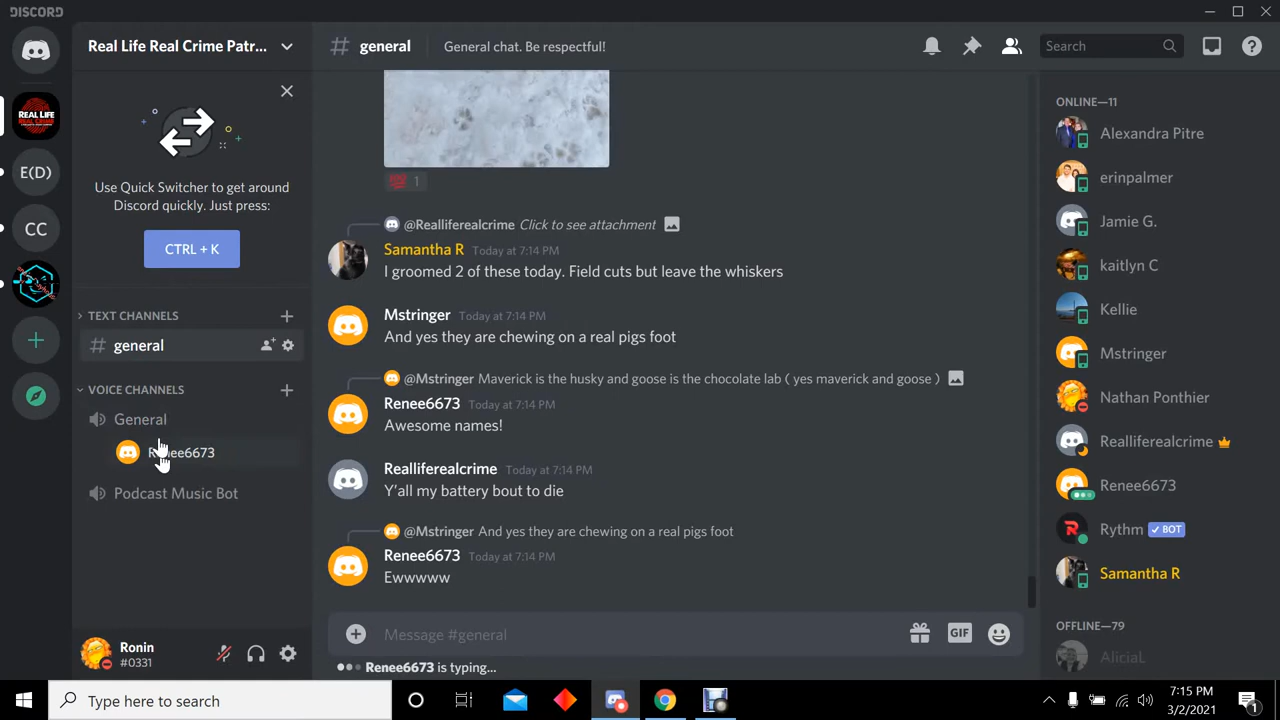 DISCORD
Real Life Real Crime Patr...
# general
General chat. Be respectful!
Search
REAL LIFE
REAL CRIME
E(D)
CC
Use Quick Switcher to get around
Discord quickly. Just press:
CTRL + K
TEXT CHANNELS
# general
VOICE CHANNELS
General
Renee6673
Podcast Music Bot
Ronin
#0331
1
@Realliferealcrime Click to see attachment
Samantha R Today at 7:14 PM
I groomed 2 of these today. Field cuts but leave the whiskers
Mstringer Today at 7:14 PM
And yes they are chewing on a real pigs foot
@Mstringer Maverick is the husky and goose is the chocolate lab ( yes maverick and goose )
Renee6673 Today at 7:14 PM
Awesome names!
Realliferealcrime Today at 7:14 PM
Y'all my battery bout to die
@Mstringer And yes they are chewing on a real pigs foot
Renee6673 Today at 7:14 PM
Ewwwww
Message #general
GIF
Renee6673 is typing...
ONLINE—11
Alexandra Pitre
erinpalmer
Jamie G.
kaitlyn C
Kellie
Mstringer
Nathan Ponthier
Realliferealcrime
Renee6673
Rythm BOT
Samantha R
OFFLINE—79
AliciaL
Type here to search
7:15 PM
3/2/2021
1